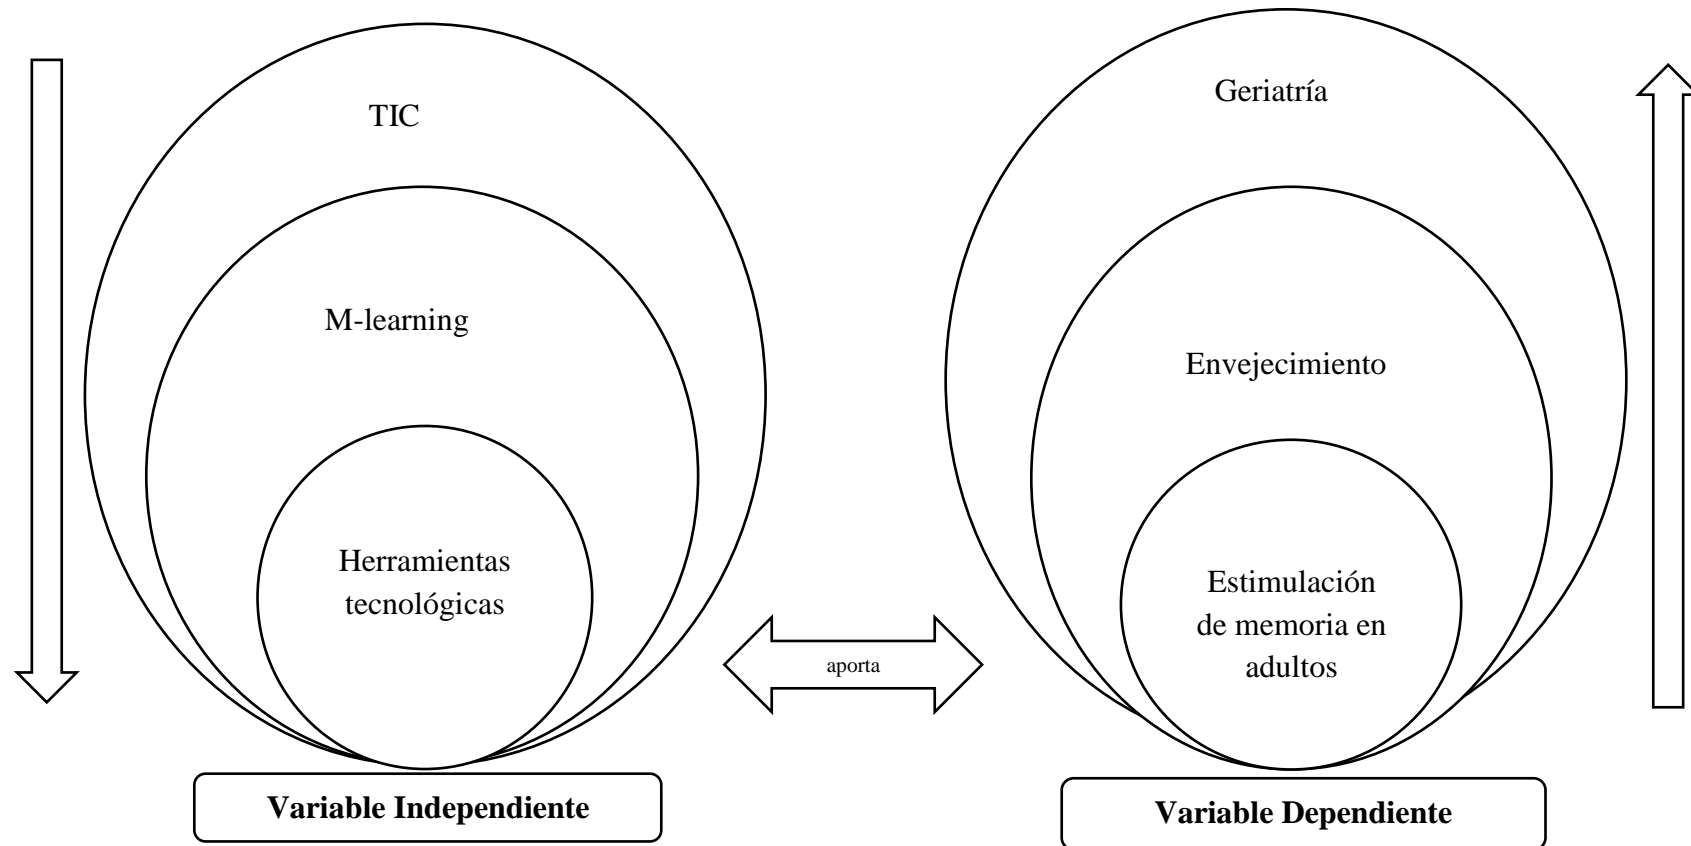 TIC
M-learning
Herramientas
tecnológicas
Variable Independiente
aporta
Geriatría
Envejecimiento
Estimulación
de memoria en
adultos
Variable Dependiente